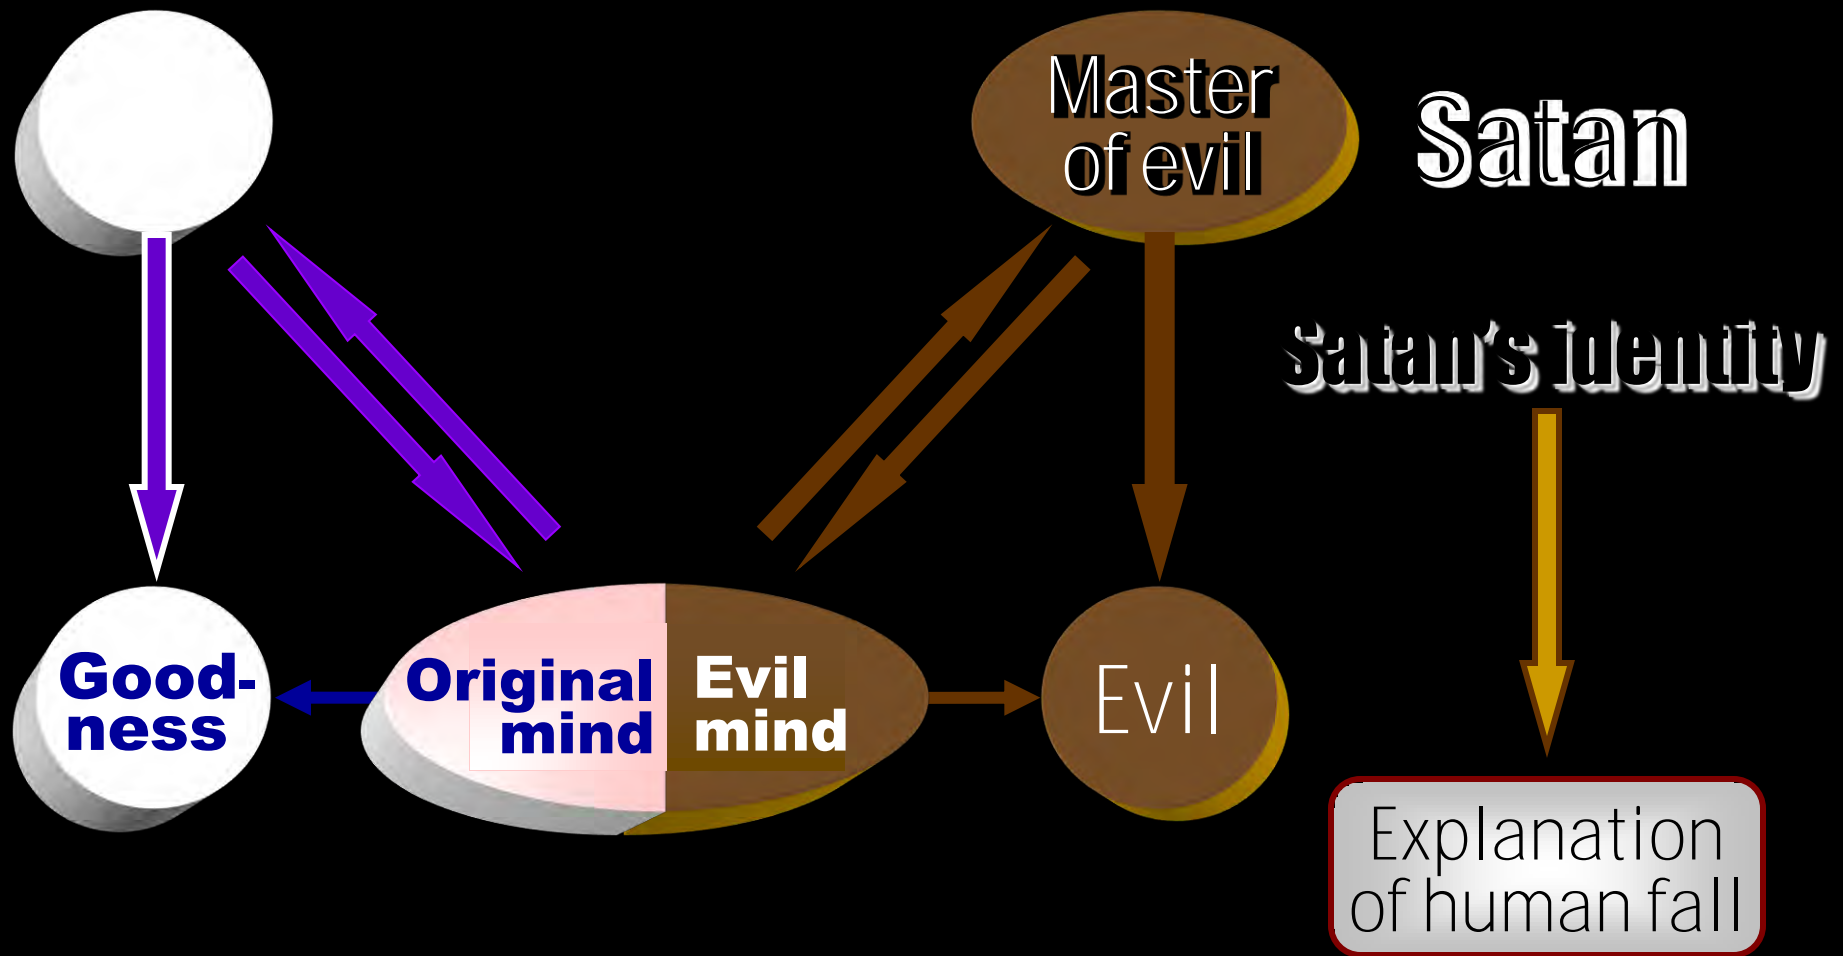 Master
of evil
Satan
Satan's identity
Good-
ness
Original
mind
Evil
mind
Evil
Explanation
of human fall